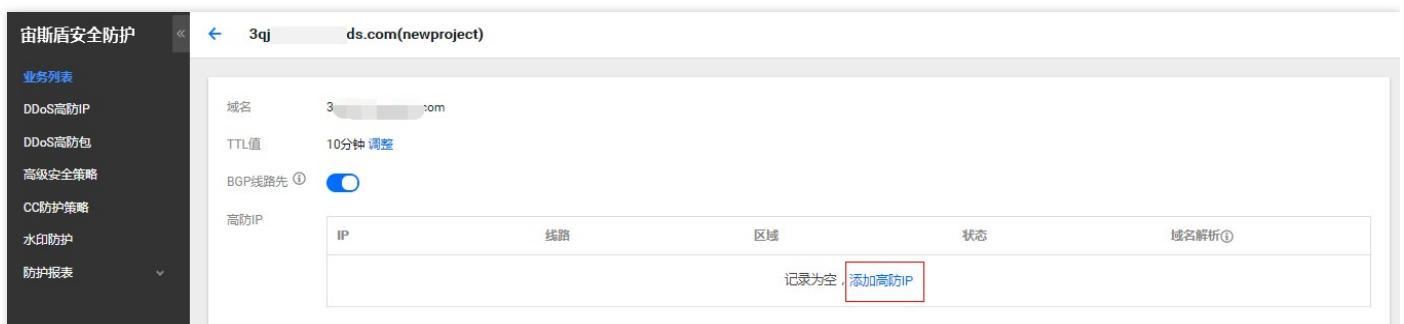 宙斯盾安全防护
«
← 3qj ds.com(newproject)
业务列表
DDoS高防IP
DDoS高防包
高级安全策略
CC防护策略
水印防护
防护报表
域名 3 com
TTL值 10分钟 调整
BGP线路先
高防IP
IP 线路 区域 状态 域名解析
记录为空，添加高防IP